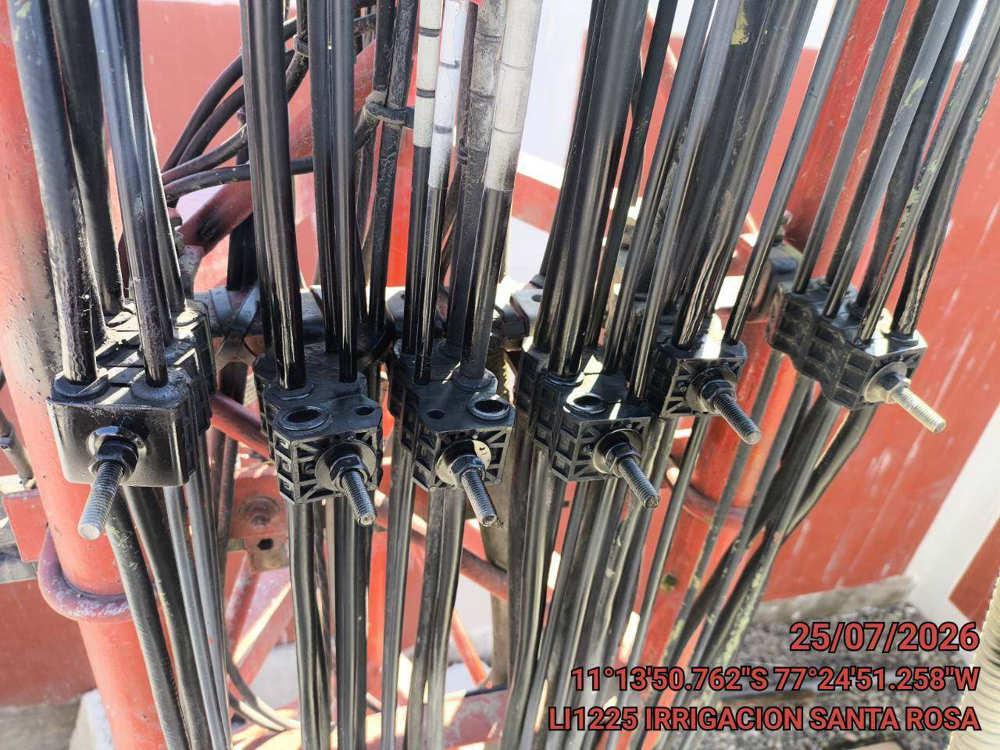 25/07/2026
11°13'50.762"S 77°24'51.258"W
LI1225 IRRIGACION SANTA ROSA